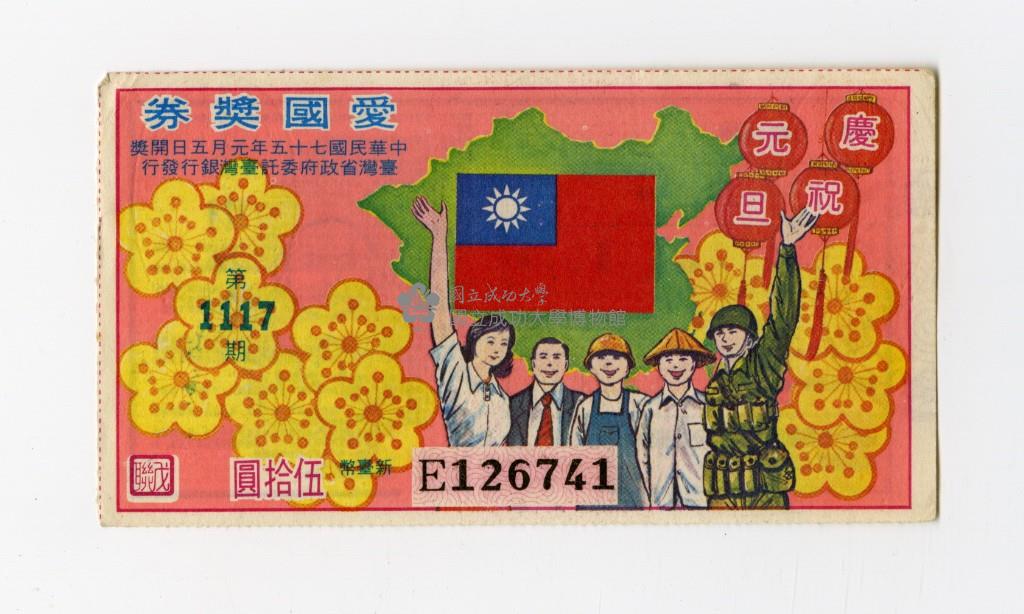 愛國獎券
中華民國七十五年元月五日開獎
臺灣省政府委託臺灣銀行發行
慶祝
元旦
第
1117
期
國立成功大學
國立成功大學博物館
戊聯
新臺幣
伍拾圓
E126741